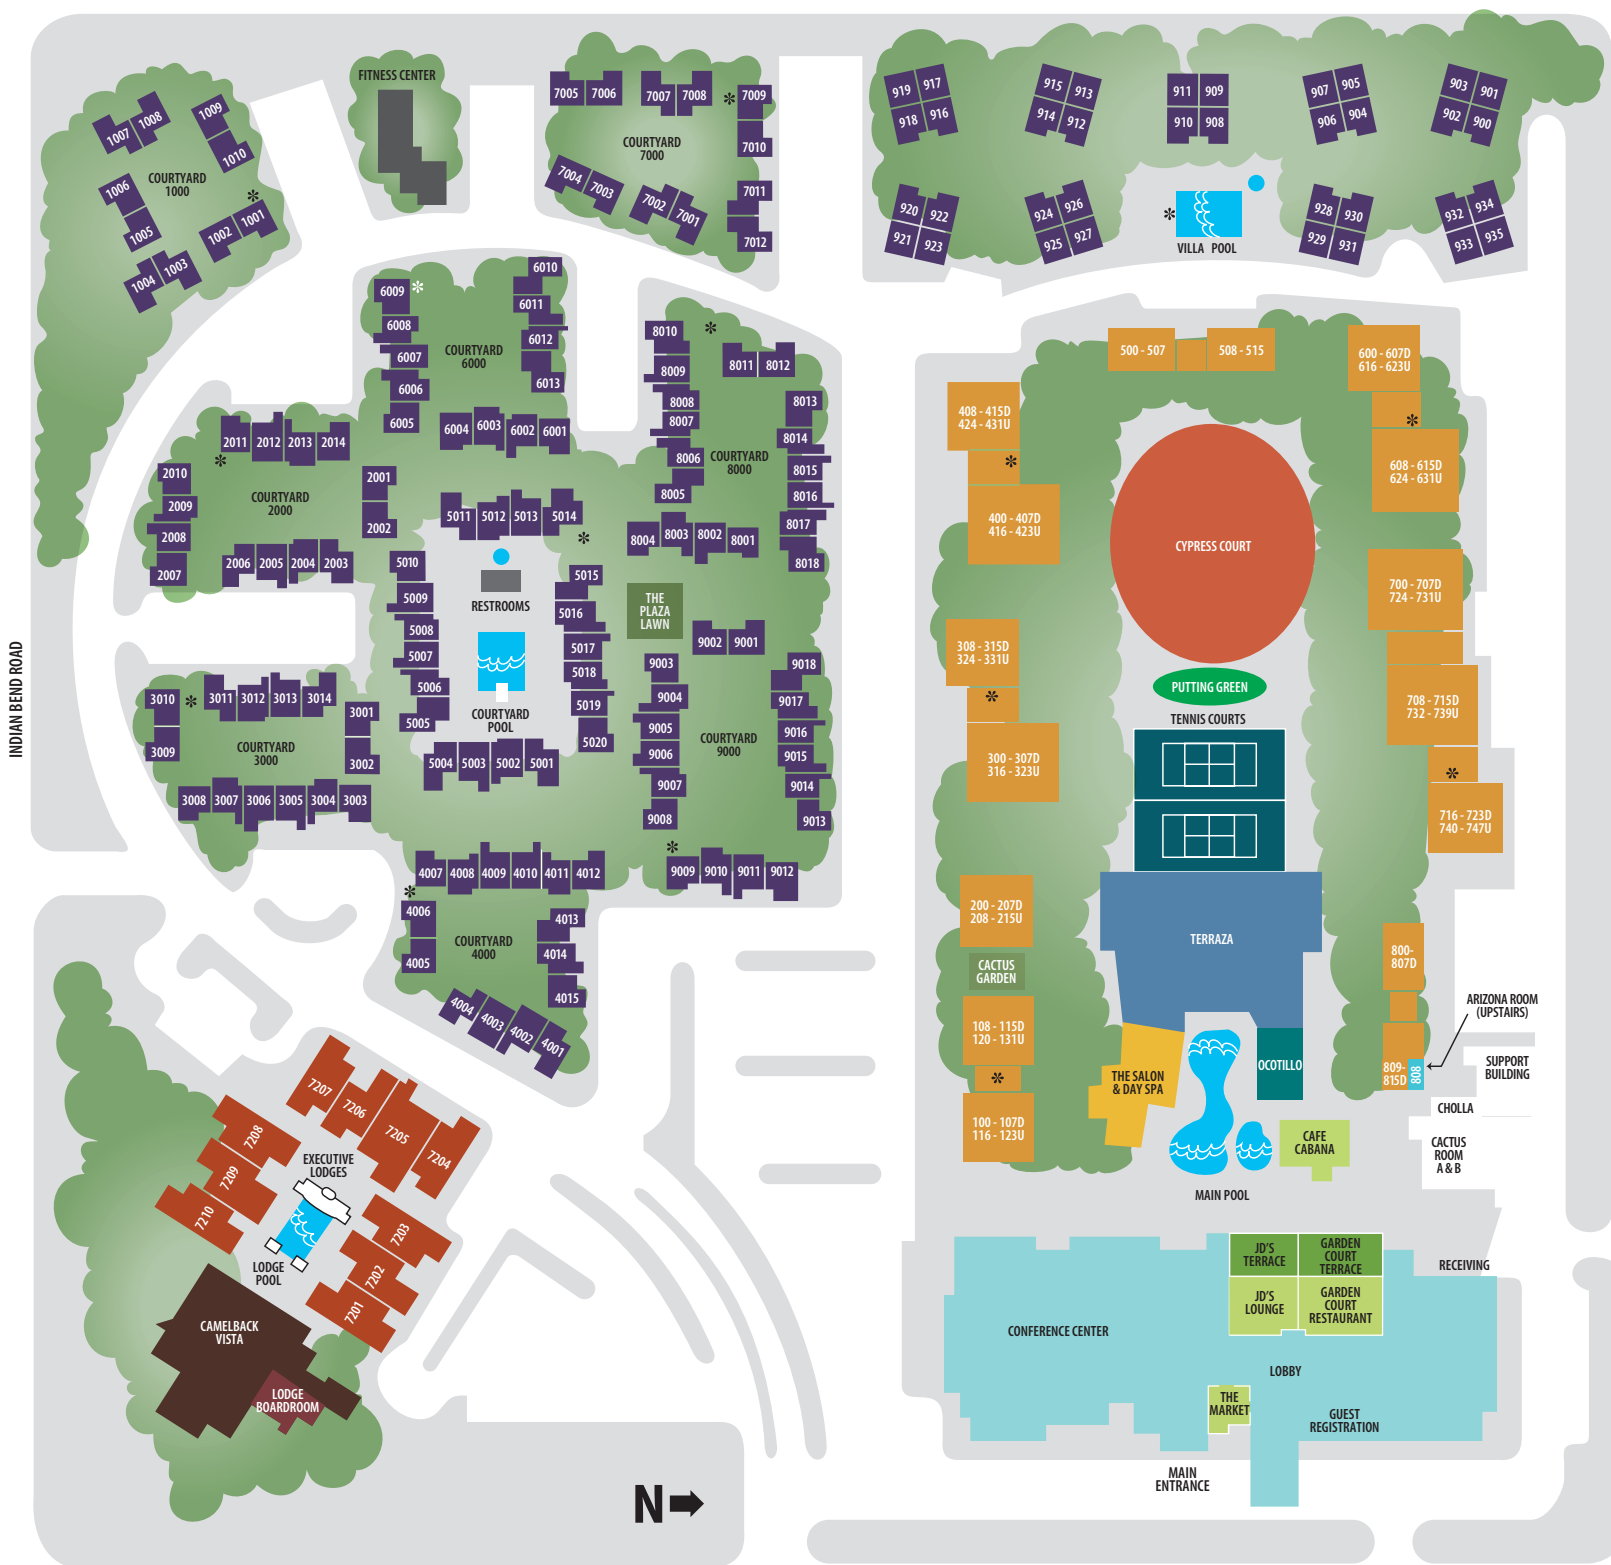 FITNESS CENTER
1007
1008
1009
1010
COURTYARD
1000
1006
1005
1001
1002
1003
1004
7005
7006
7007
7008
7009
7010
COURTYARD
7000
7004
7003
7002
7001
7011
7012
919
917
918
916
915
913
914
912
911
909
910
908
907
905
906
904
903
901
902
900
920
922
921
923
924
926
925
927
VILLA POOL
928
930
929
931
932
934
933
935
6009
6008
6007
6006
6005
COURTYARD
6000
6010
6011
6012
6013
6004
6003
6002
6001
8010
8009
8008
8007
8006
8005
8011
8012
8013
8014
8015
8016
8017
8018
COURTYARD
8000
8004
8003
8002
8001
2011
2012
2013
2014
2010
2009
2008
2007
COURTYARD
2000
2001
2002
2006
2005
2004
2003
5011
5012
5013
5014
5010
5009
5008
5007
5006
5005
RESTROOMS
COURTYARD
POOL
5015
5016
5017
5018
5019
5020
5004
5003
5002
5001
THE
PLAZA
LAWN
9002
9001
9003
9004
9005
9006
9007
9008
COURTYARD
9000
9018
9017
9016
9015
9014
9013
9009
9010
9011
9012
INDIAN BEND ROAD
3010
3009
3011
3012
3013
3014
3001
3002
COURTYARD
3000
3008
3007
3006
3005
3004
3003
4007
4008
4009
4010
4011
4012
4006
4005
COURTYARD
4000
4013
4014
4015
4004
4003
4002
4001
500 - 507
508 - 515
600 - 607D
616 - 623U
408 - 415D
424 - 431U
608 - 615D
624 - 631U
400 - 407D
416 - 423U
CYPRESS COURT
700 - 707D
724 - 731U
308 - 315D
324 - 331U
PUTTING GREEN
TENNIS COURTS
708 - 715D
732 - 739U
300 - 307D
316 - 323U
716 - 723D
740 - 747U
200 - 207D
208 - 215U
TERRAZA
800-
807D
CACTUS
GARDEN
108 - 115D
120 - 131U
ARIZONA ROOM
(UPSTAIRS)
THE SALON
& DAY SPA
OCOTILLO
809-
815D
808
SUPPORT
BUILDING
100 - 107D
116 - 123U
CAFE
CABANA
CHOLLA
CACTUS
ROOM
A & B
MAIN POOL
7207
7206
7205
7204
7208
7209
7210
EXECUTIVE
LODGES
7203
7202
7201
LODGE
POOL
CAMELBACK
VISTA
LODGE
BOARDROOM
JD'S
TERRACE
GARDEN
COURT
TERRACE
RECEIVING
JD'S
LOUNGE
GARDEN
COURT
RESTAURANT
CONFERENCE CENTER
LOBBY
THE
MARKET
GUEST
REGISTRATION
MAIN
ENTRANCE
N